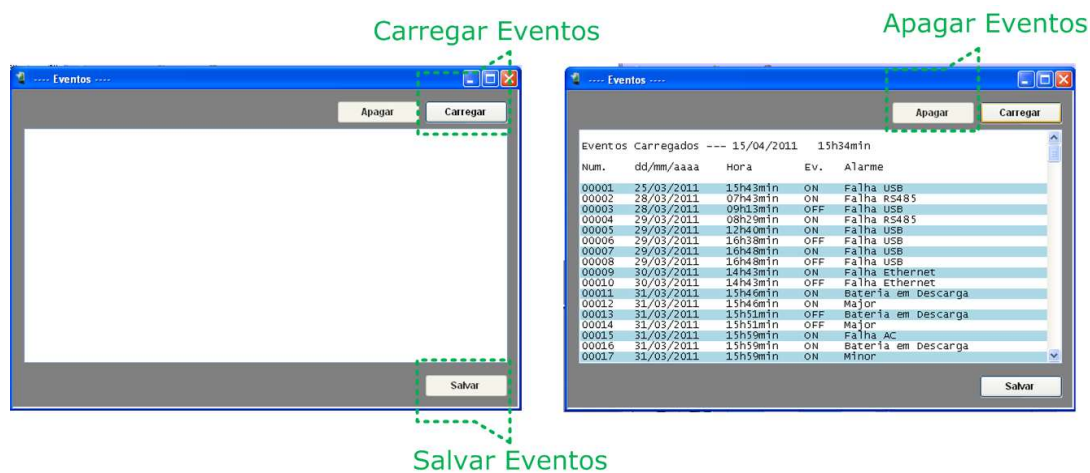 Carregar Eventos
---- Eventos ----
Apagar
Carregar
Salvar
Salvar Eventos
Apagar Eventos
---- Eventos ----
Apagar
Carregar
Eventos Carregados --- 15/04/2011 15h34min
Num. dd/mm/aaaa Hora Ev. Alarme
00001 25/03/2011 15h43min ON Falha USB
00002 28/03/2011 07h43min ON Falha RS485
00003 28/03/2011 09h13min OFF Falha USB
00004 29/03/2011 08h29min ON Falha RS485
00005 29/03/2011 12h40min ON Falha USB
00006 29/03/2011 16h38min OFF Falha USB
00007 29/03/2011 16h48min ON Falha USB
00008 29/03/2011 16h48min OFF Falha USB
00009 30/03/2011 14h43min ON Falha Ethernet
00010 30/03/2011 14h43min OFF Falha Ethernet
00011 31/03/2011 15h46min ON Bateria em Descarga
00012 31/03/2011 15h46min ON Major
00013 31/03/2011 15h51min OFF Bateria em Descarga
00014 31/03/2011 15h51min OFF Major
00015 31/03/2011 15h59min ON Falha AC
00016 31/03/2011 15h59min ON Bateria em Descarga
00017 31/03/2011 15h59min ON Minor
Salvar